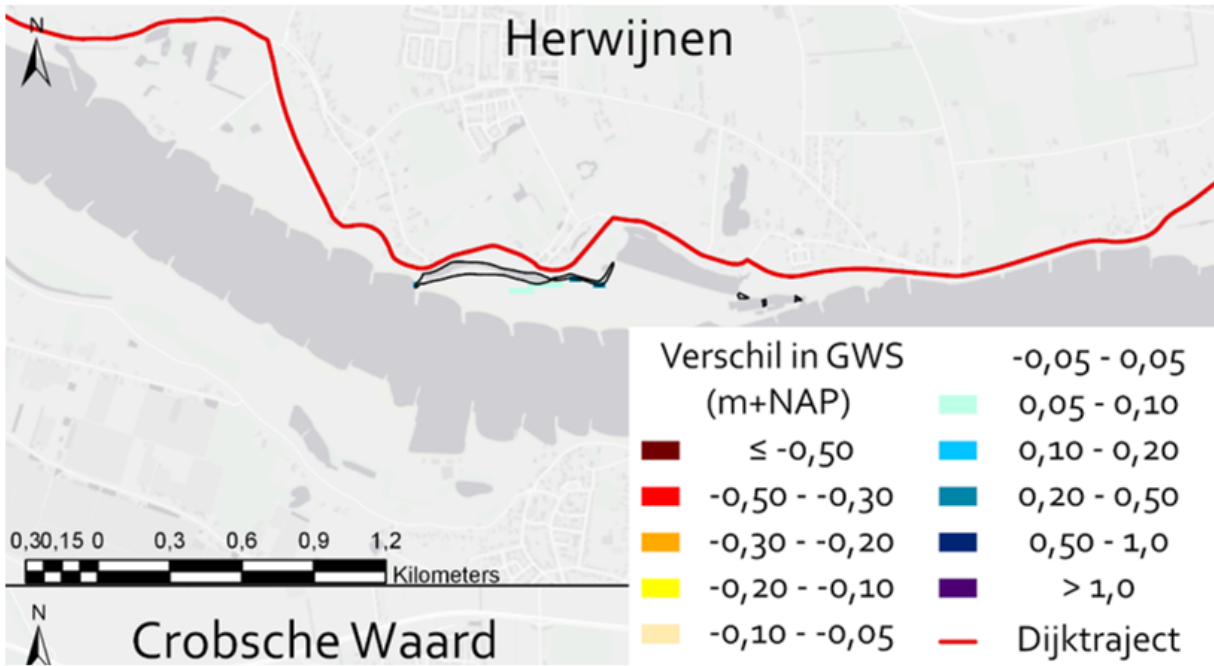 N
Herwijnen
Verschil in GWS
(m+NAP)
≤ -0,50
-0,50 - -0,30
-0,30 - -0,20
-0,20 - -0,10
-0,10 - -0,05
-0,05 - 0,05
0,05 - 0,10
0,10 - 0,20
0,20 - 0,50
0,50 - 1,0
> 1,0
Dijktraject
0,30 0,15 0 0,3 0,6 0,9 1,2
Kilometers
N
Crobsche Waard